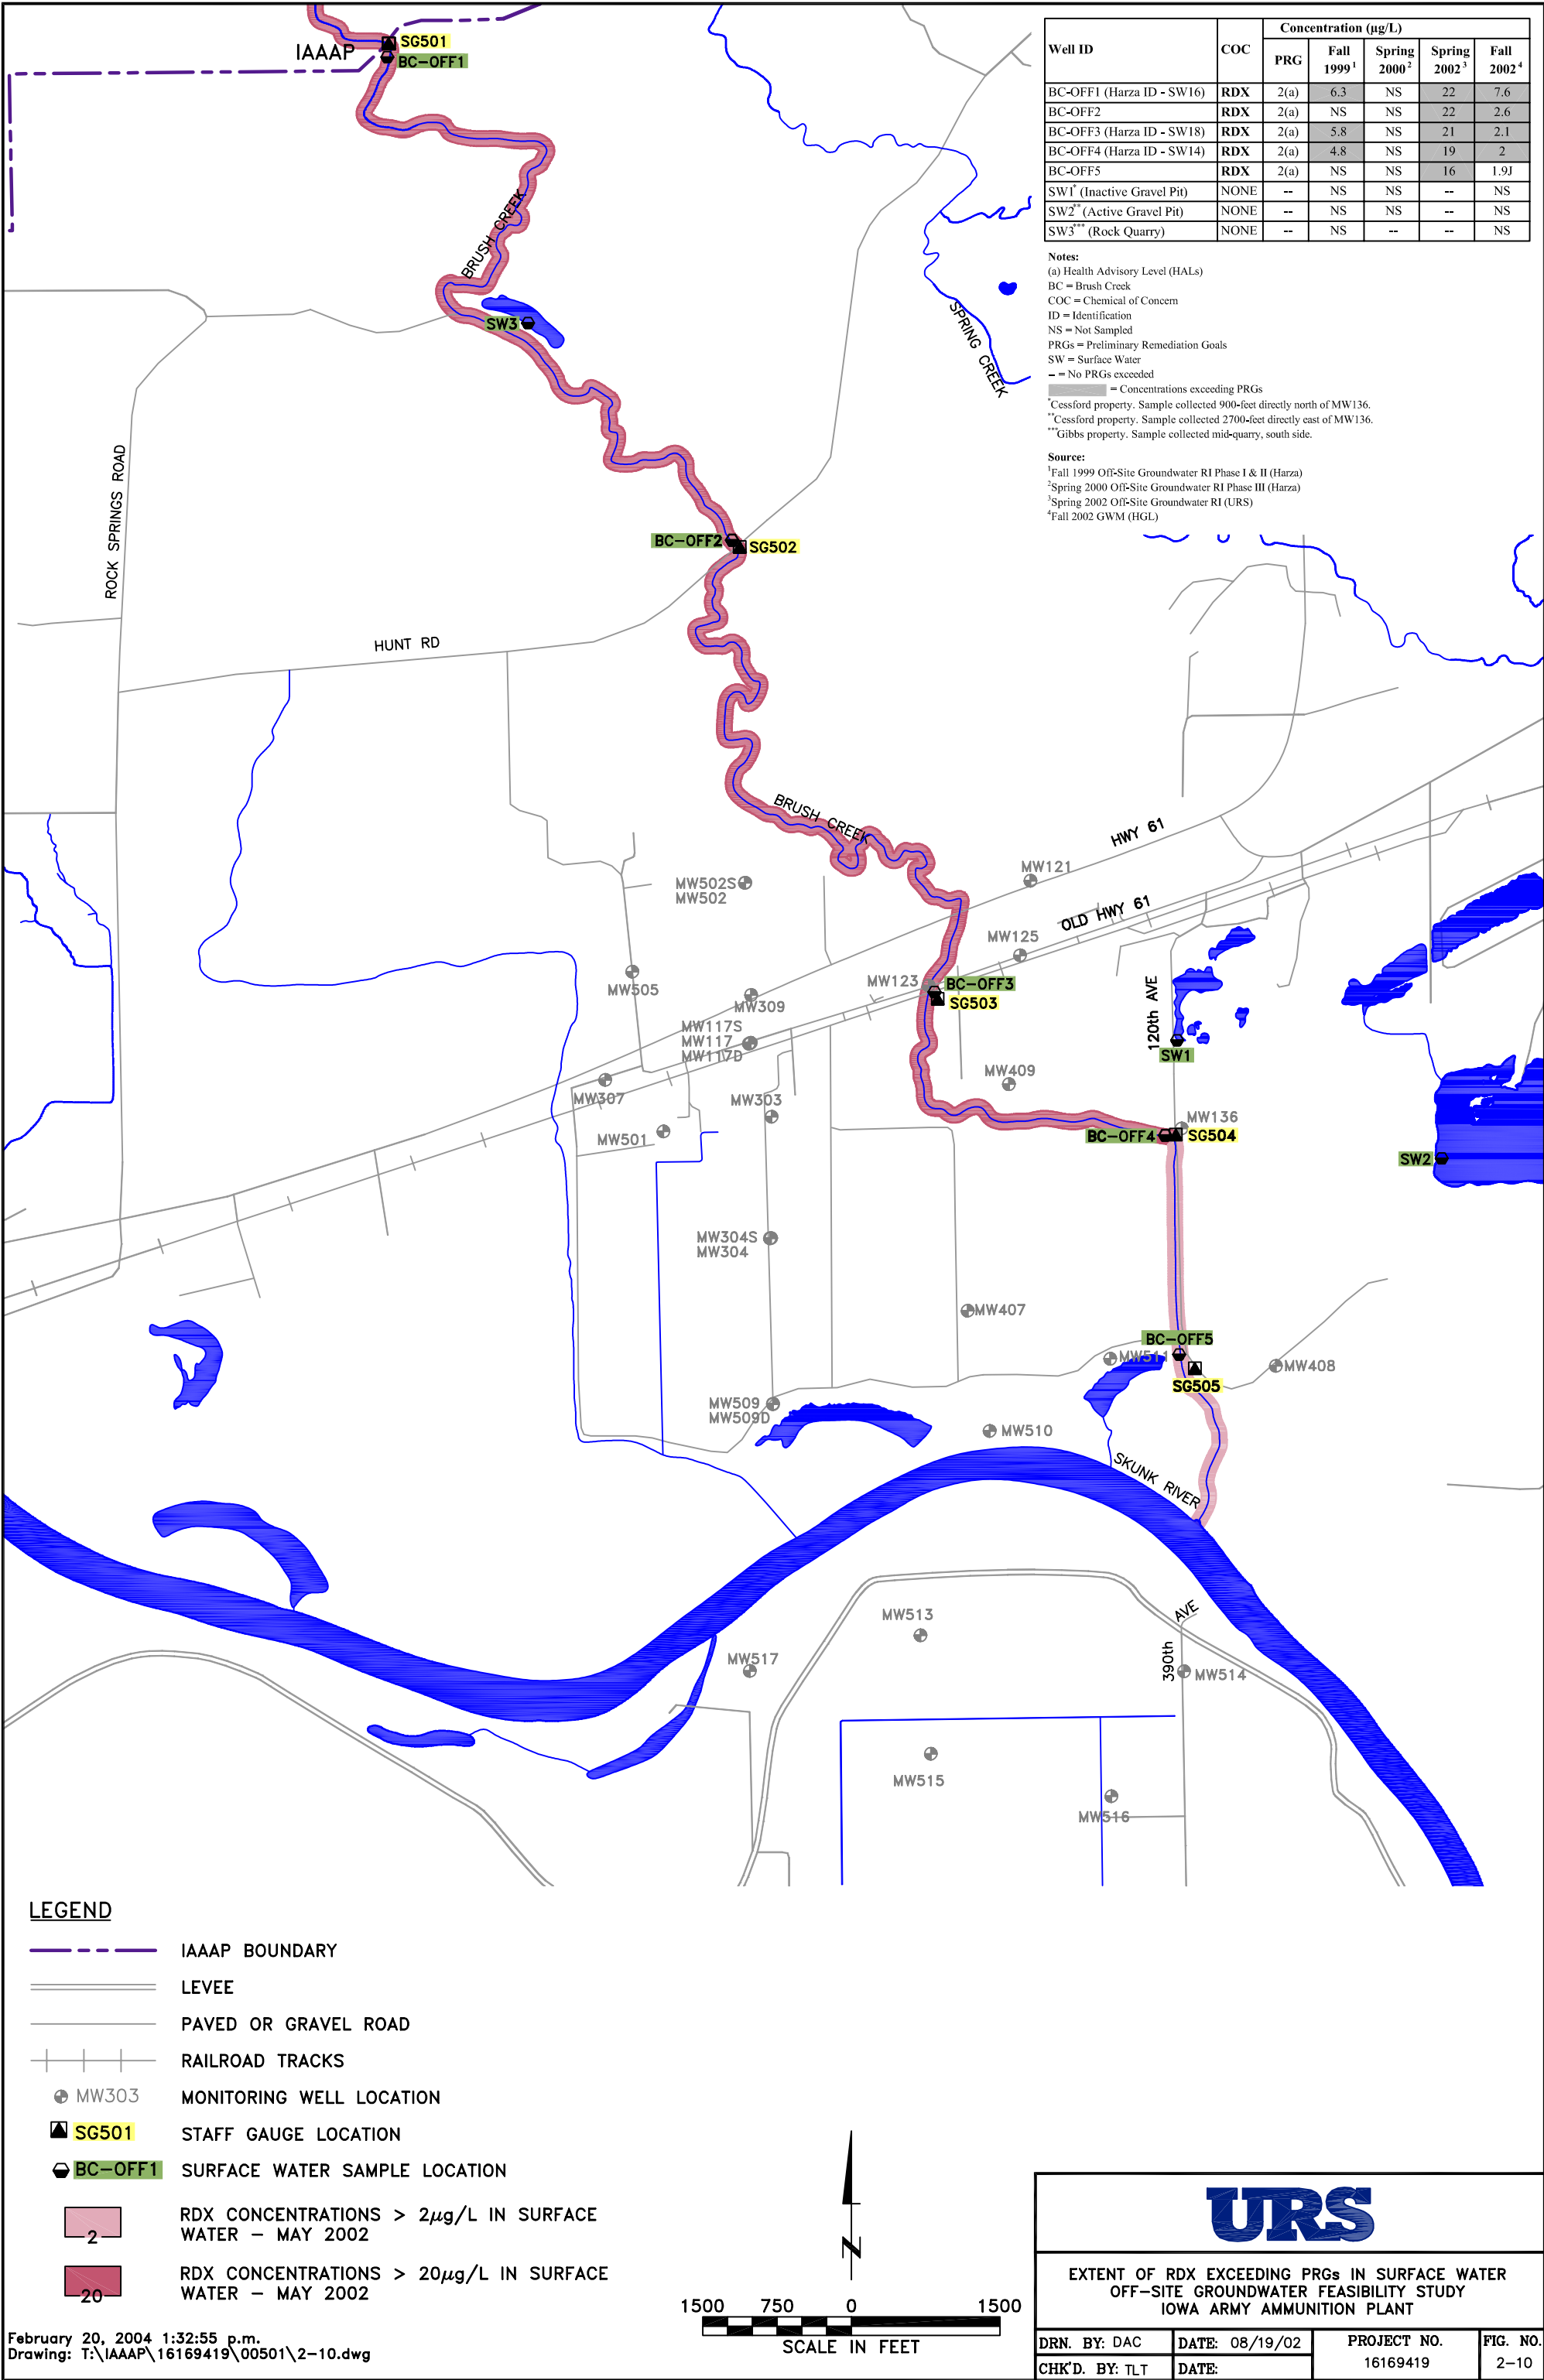 IAAAP
SG501
BC-OFF1
BRUSH CREEK
SW3
SPRING CREEK
ROCK SPRINGS ROAD
BC-OFF2
SG502
HUNT RD
BRUSH CREEK
HWY 61
OLD HWY 61
MW121
MW502S
MW502
MW125
MW505
MW309
MW123
BC-OFF3
SG503
120th AVE
SW1
MW117S
MW117
MW117D
MW307
MW303
MW409
MW501
MW136
BC-OFF4
SG504
SW2
MW304S
MW304
MW407
BC-OFF5
MW511
MW408
SG505
MW509
MW509D
MW510
SKUNK RIVER
MW513
MW517
390th AVE
MW514
MW515
MW516
Well ID COC Concentration (µg/L)
PRG Fall 1999¹ Spring 2000² Spring 2002³ Fall 2002⁴
BC-OFF1 (Harza ID - SW16) RDX 2(a) 6.3 NS 22 7.6
BC-OFF2 RDX 2(a) NS NS 22 2.6
BC-OFF3 (Harza ID - SW18) RDX 2(a) 5.8 NS 21 2.1
BC-OFF4 (Harza ID - SW14) RDX 2(a) 4.8 NS 19 2
BC-OFF5 RDX 2(a) NS NS 16 1.9J
SW1* (Inactive Gravel Pit) NONE -- NS NS -- NS
SW2** (Active Gravel Pit) NONE -- NS NS -- NS
SW3*** (Rock Quarry) NONE -- NS -- -- NS
Notes:
(a) Health Advisory Level (HALs)
BC = Brush Creek
COC = Chemical of Concern
ID = Identification
NS = Not Sampled
PRGs = Preliminary Remediation Goals
SW = Surface Water
-- = No PRGs exceeded
= Concentrations exceeding PRGs
*Cessford property. Sample collected 900-feet directly north of MW136.
**Cessford property. Sample collected 2700-feet directly east of MW136.
***Gibbs property. Sample collected mid-quarry, south side.
Source:
¹Fall 1999 Off-Site Groundwater RI Phase I & II (Harza)
²Spring 2000 Off-Site Groundwater RI Phase III (Harza)
³Spring 2002 Off-Site Groundwater RI (URS)
⁴Fall 2002 GWM (HGL)
LEGEND
IAAAP BOUNDARY
LEVEE
PAVED OR GRAVEL ROAD
RAILROAD TRACKS
MW303 MONITORING WELL LOCATION
SG501 STAFF GAUGE LOCATION
BC-OFF1 SURFACE WATER SAMPLE LOCATION
2 RDX CONCENTRATIONS > 2µg/L IN SURFACE
WATER – MAY 2002
20 RDX CONCENTRATIONS > 20µg/L IN SURFACE
WATER – MAY 2002
February 20, 2004 1:32:55 p.m.
Drawing: T:\IAAAP\16169419\00501\2-10.dwg
N
1500 750 0 1500
SCALE IN FEET
URS
EXTENT OF RDX EXCEEDING PRGs IN SURFACE WATER
OFF-SITE GROUNDWATER FEASIBILITY STUDY
IOWA ARMY AMMUNITION PLANT
DRN. BY: DAC DATE: 08/19/02 PROJECT NO. FIG. NO.
CHK'D. BY: TLT DATE: 16169419 2-10